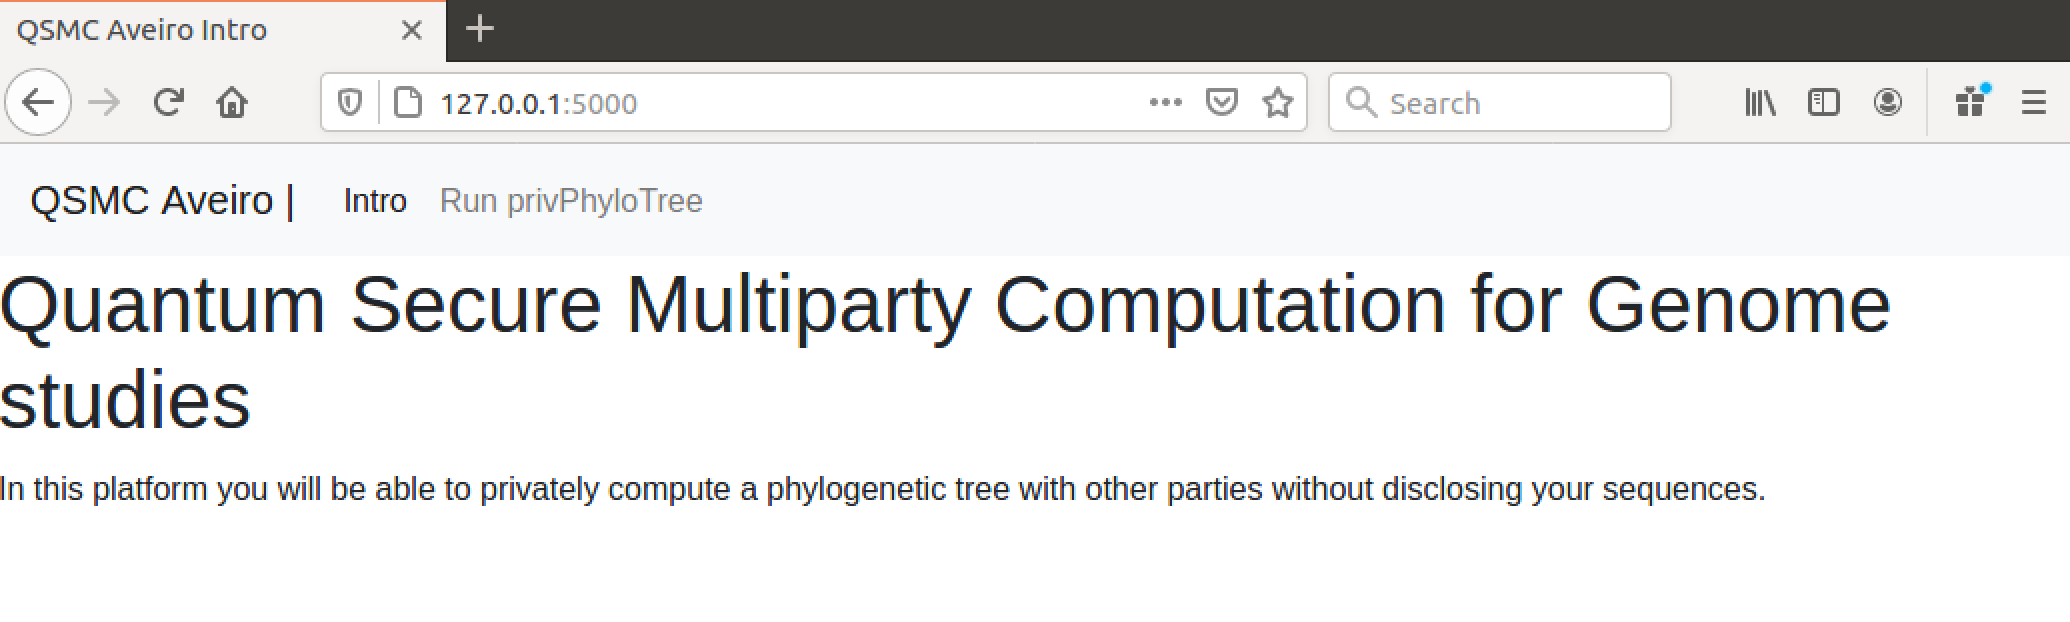 QSMC Aveiro Intro
127.0.0.1:5000
Search
QSMC Aveiro | Intro Run privPhyloTree
Quantum Secure Multiparty Computation for Genome
studies
In this platform you will be able to privately compute a phylogenetic tree with other parties without disclosing your sequences.